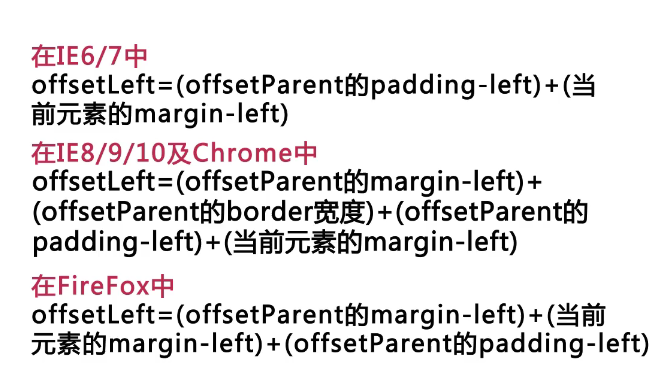 在IE6/7中
offsetLeft=(offsetParent的padding-left)+(当
前元素的margin-left)
在IE8/9/10及Chrome中
offsetLeft=(offsetParent的margin-left)+
(offsetParent的border宽度)+(offsetParent的
padding-left)+(当前元素的margin-left)
在FireFox中
offsetLeft=(offsetParent的margin-left)+(当前
元素的margin-left)+(offsetParent的padding-left)